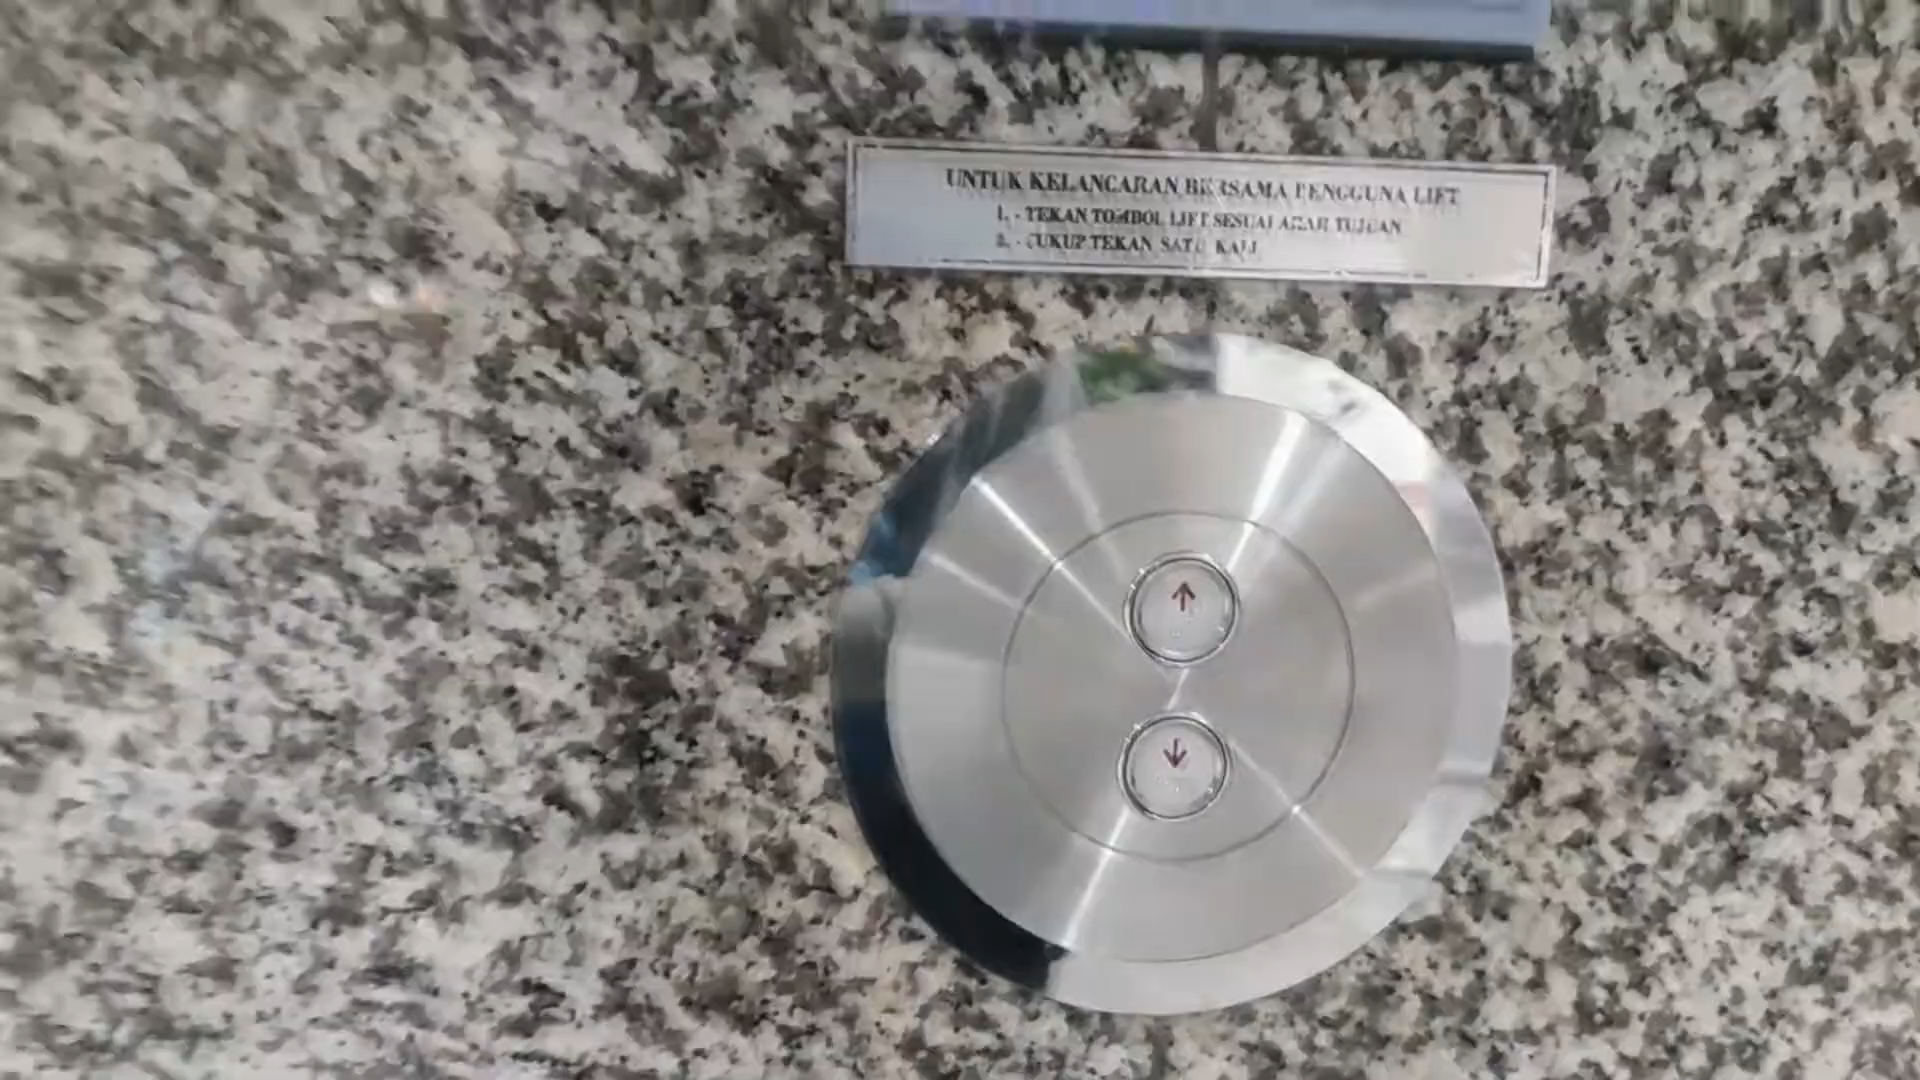 UNTUK KELANCARAN BERSAMA PENGGUNA LIFT
1. - TEKAN TOMBOL LIFT SESUAI ARAH TUJUAN
2. - CUKUP TEKAN SATU KALI